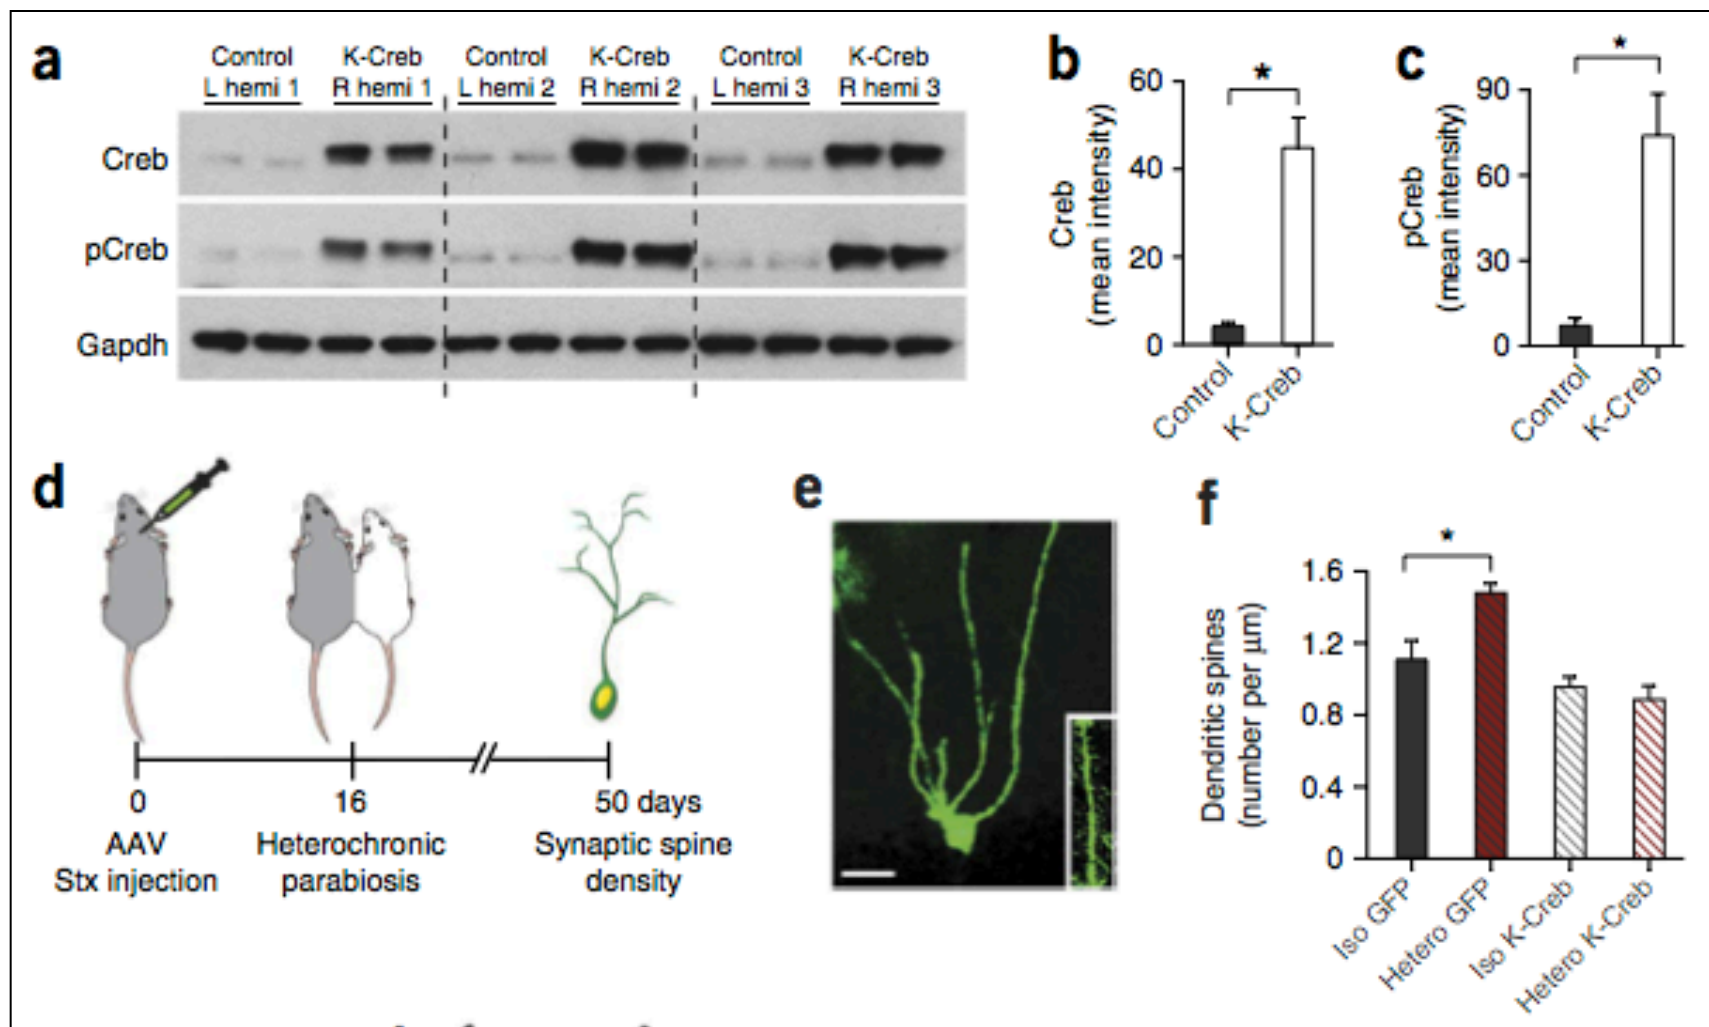 a
Control K-Creb Control K-Creb Control K-Creb
L hemi 1 R hemi 1 L hemi 2 R hemi 2 L hemi 3 R hemi 3
Creb
pCreb
Gapdh
b
*
60
40
20
0
Creb
(mean intensity)
Control
K-Creb
c
*
90
60
30
0
pCreb
(mean intensity)
Control
K-Creb
d
0 16 50 days
AAV Heterochronic Synaptic spine
Stx injection parabiosis density
e
f
*
1.6
1.2
0.8
0.4
0
Dendritic spines
(number per µm)
Iso GFP
Hetero GFP
Iso K-Creb
Hetero K-Creb